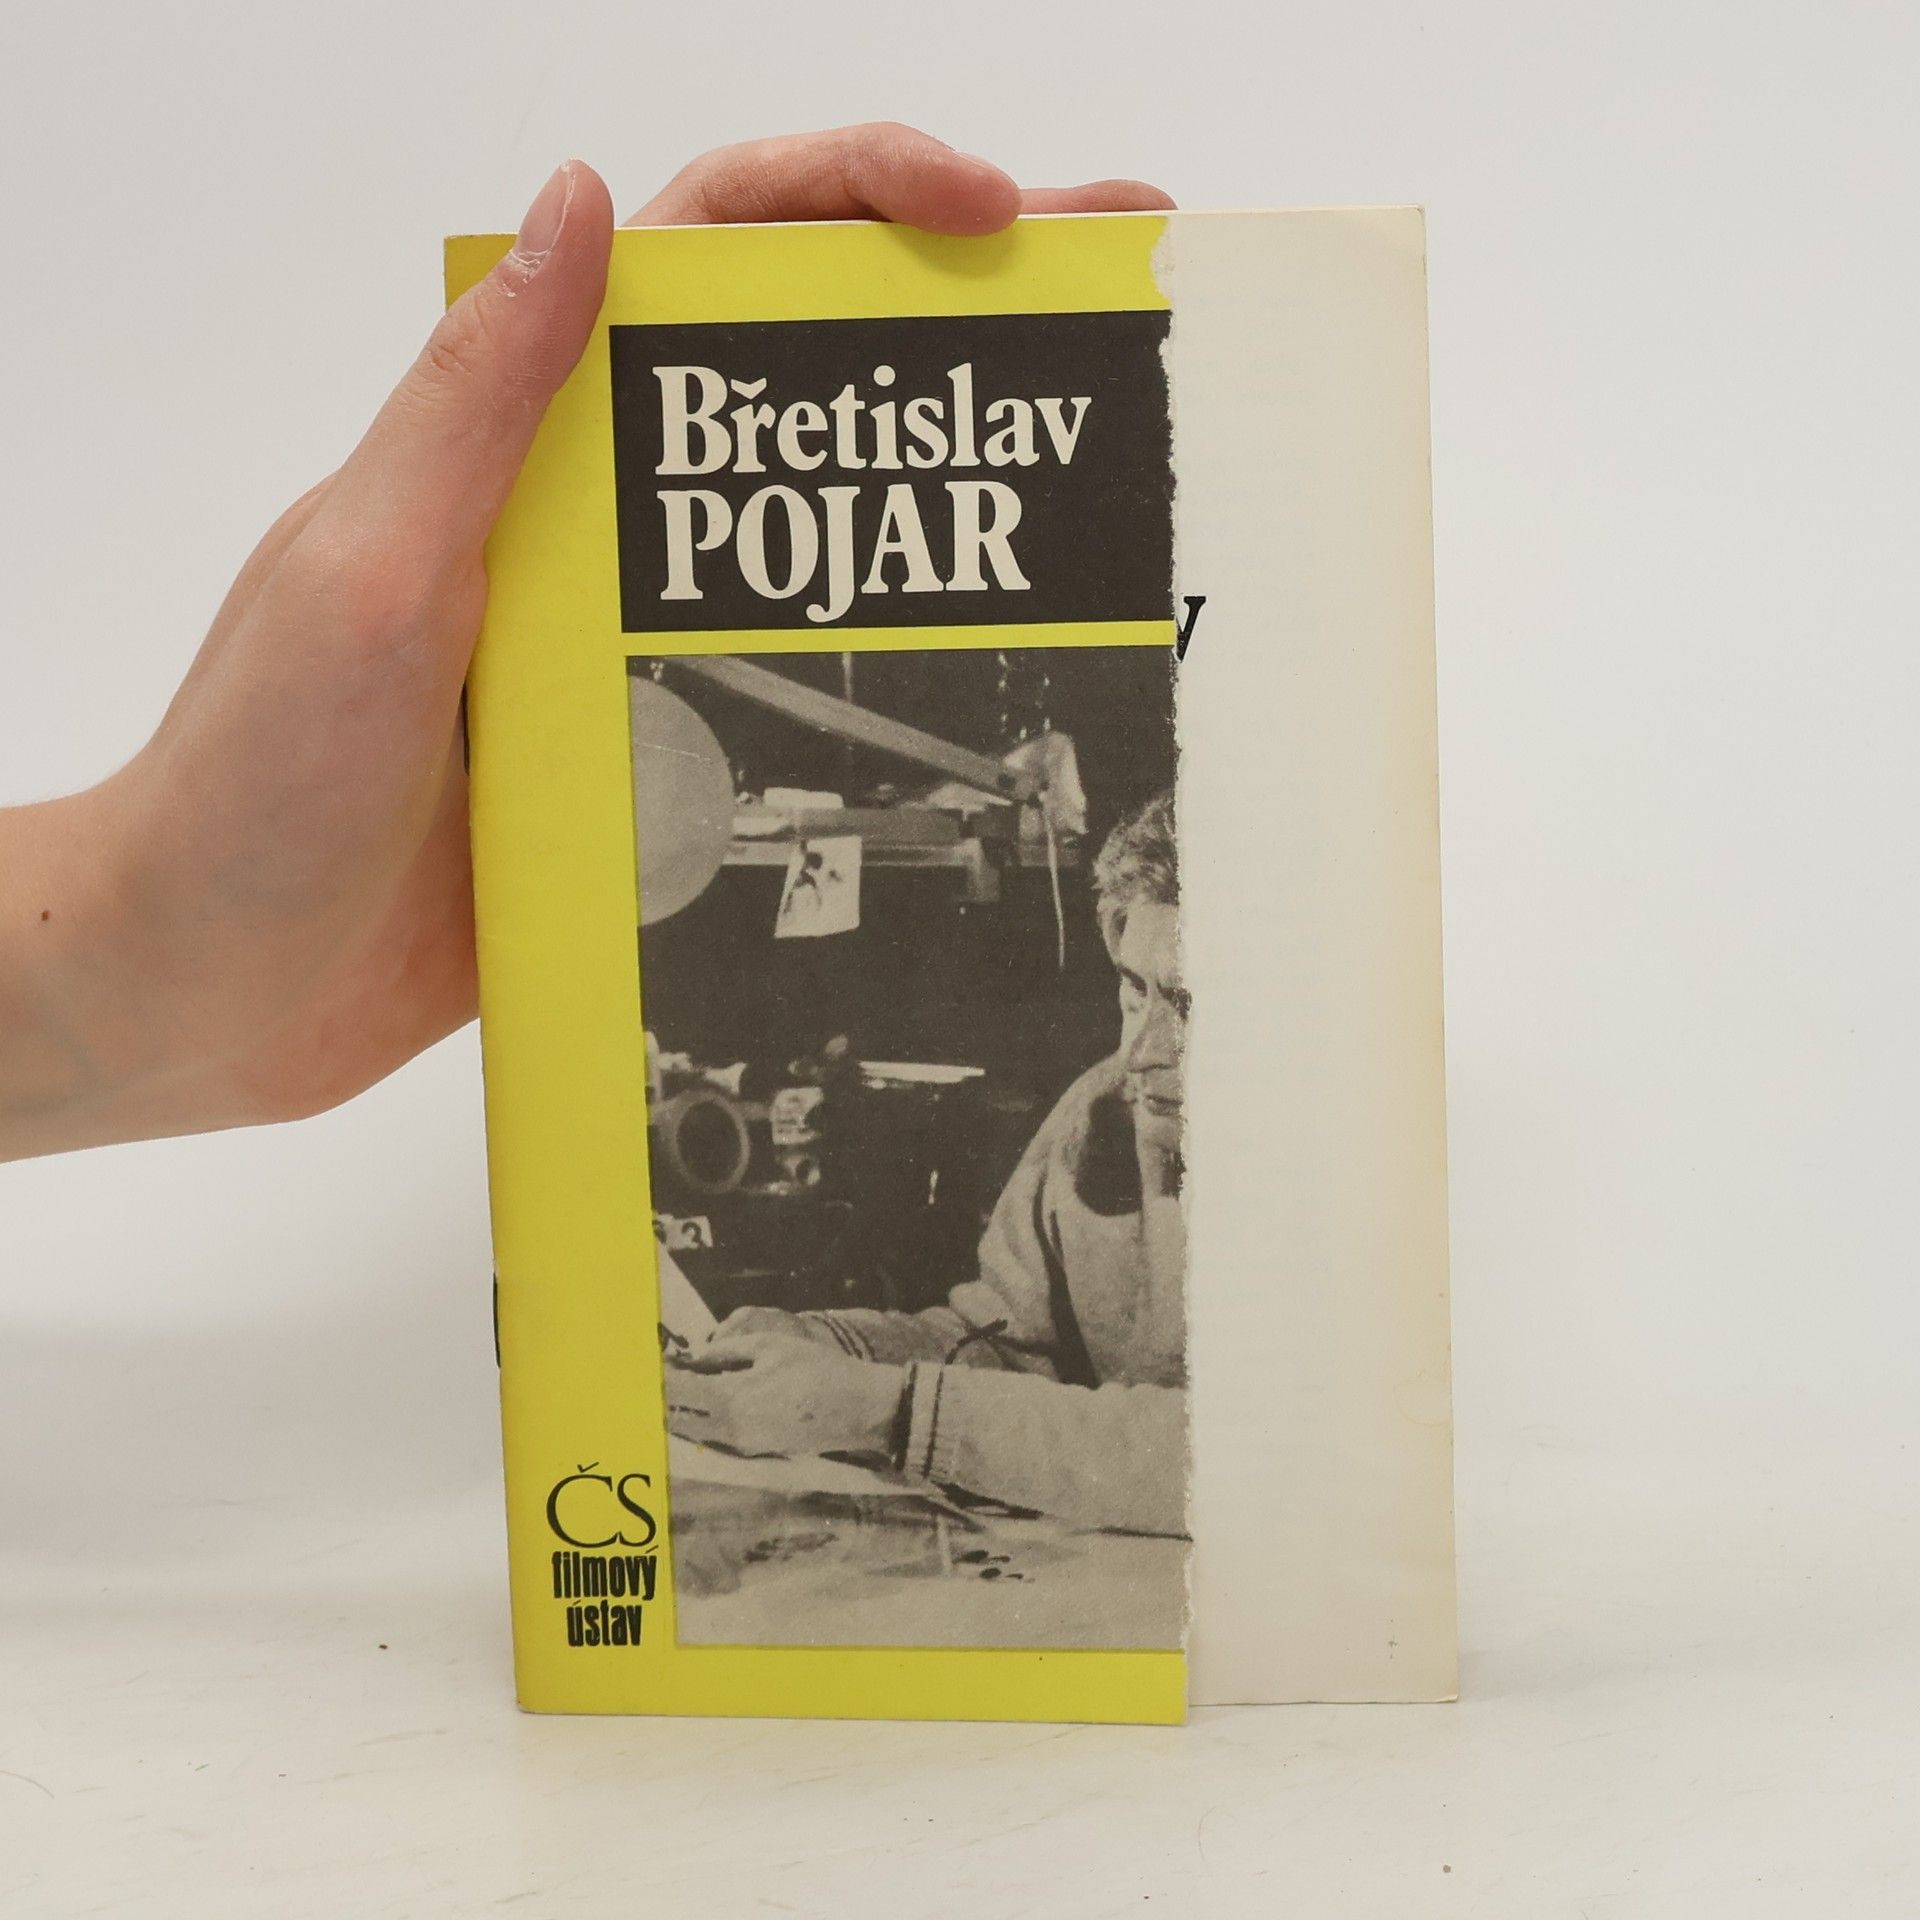 Břetislav
POJAR
v
ČS
filmový
ústav